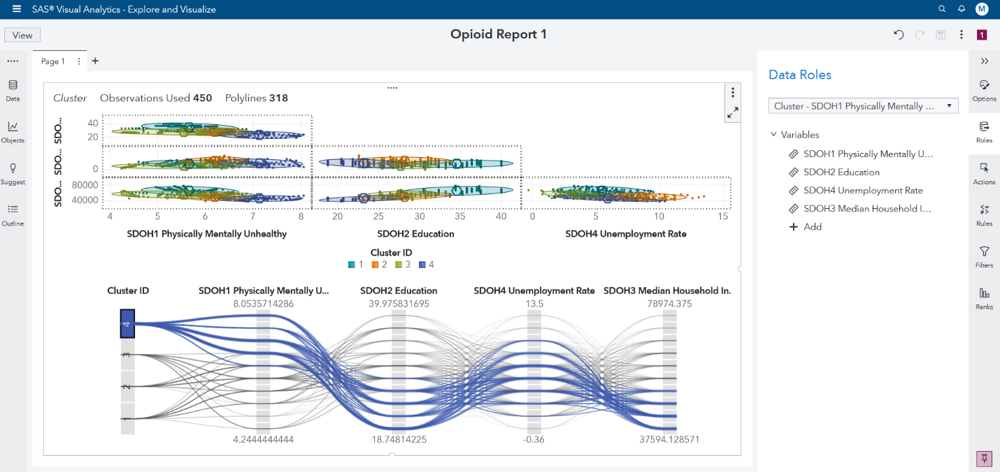 SAS® Visual Analytics - Explore and Visualize
M
View
Opioid Report 1
1
Page 1
Data
Objects
Suggest
Outline
Cluster Observations Used 450 Polylines 318
SDO...
40
20
SDO...
0
SDO...
80000
40000
4 5 6 7 8 20 25 30 35 40 0 5 10 15
SDOH1 Physically Mentally Unhealthy SDOH2 Education SDOH4 Unemployment Rate
Cluster ID
1 2 3 4
Cluster ID SDOH1 Physically Mentally U... SDOH2 Education SDOH4 Unemployment Rate SDOH3 Median Household In.
8.0535714286 39.975831695 13.5 78974.375
4
3
2
1
4.2444444444 18.74814225 -0.36 37594.128571
Data Roles
Cluster - SDOH1 Physically Mentally ...
Variables
SDOH1 Physically Mentally U...
SDOH2 Education
SDOH4 Unemployment Rate
SDOH3 Median Household I...
Add
Options
Roles
Actions
Rules
Filters
Ranks